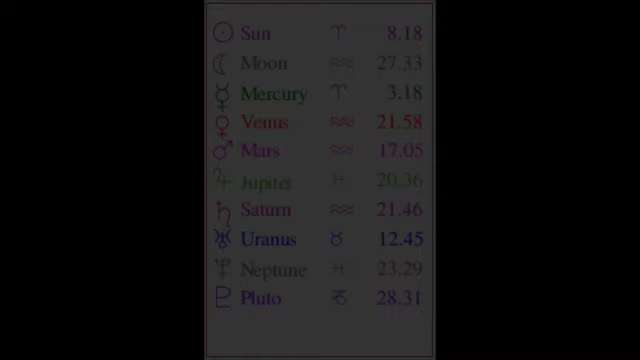 ☉ Sun ♈ 8.18
☾ Moon ♒ 27.33
☿ Mercury ♈ 3.18
♀ Venus ♒ 21.58
♂ Mars ♒ 17.05
♃ Jupiter ♓ 20.36
♄ Saturn ♒ 21.46
♅ Uranus ♉ 12.45
♆ Neptune ♓ 23.29
♇ Pluto ♑ 28.31